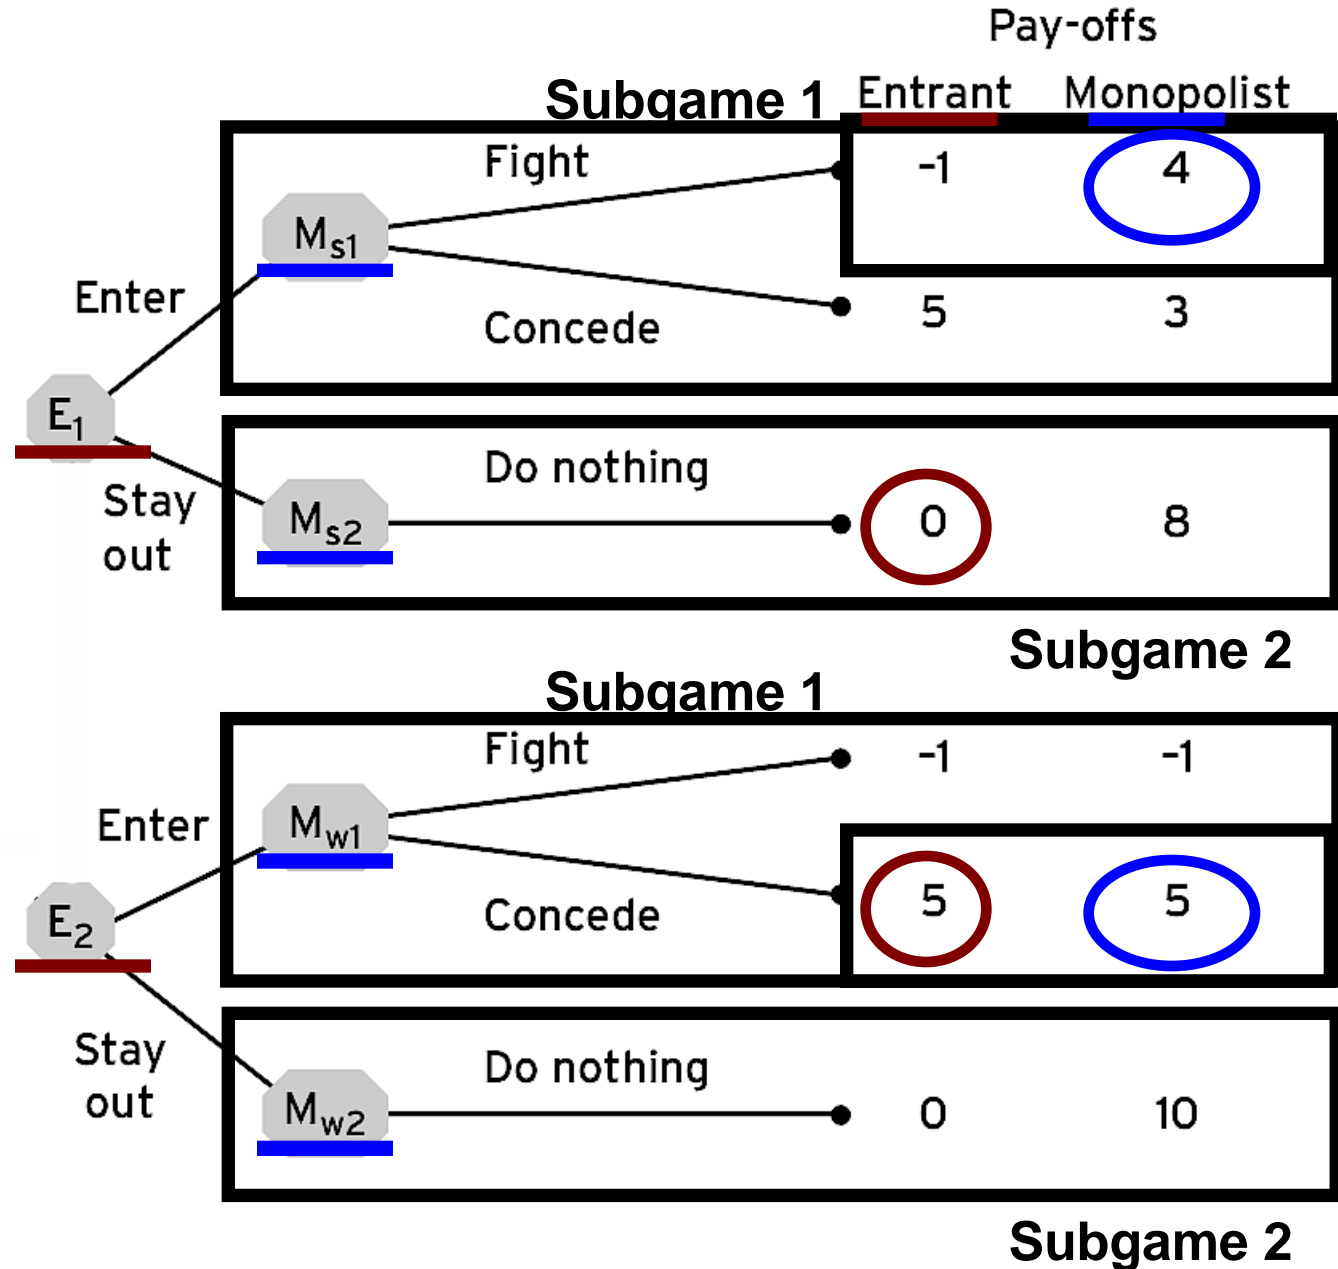 Pay-offs
Subgame 1 Entrant Monopolist
Fight -1 4
Ms1
Enter
Concede 5 3
E1
Stay out
Do nothing
Ms2 0 8
Subgame 2
Subgame 1
Fight -1 -1
Mw1
Enter
Concede 5 5
E2
Stay out
Do nothing
Mw2 0 10
Subgame 2